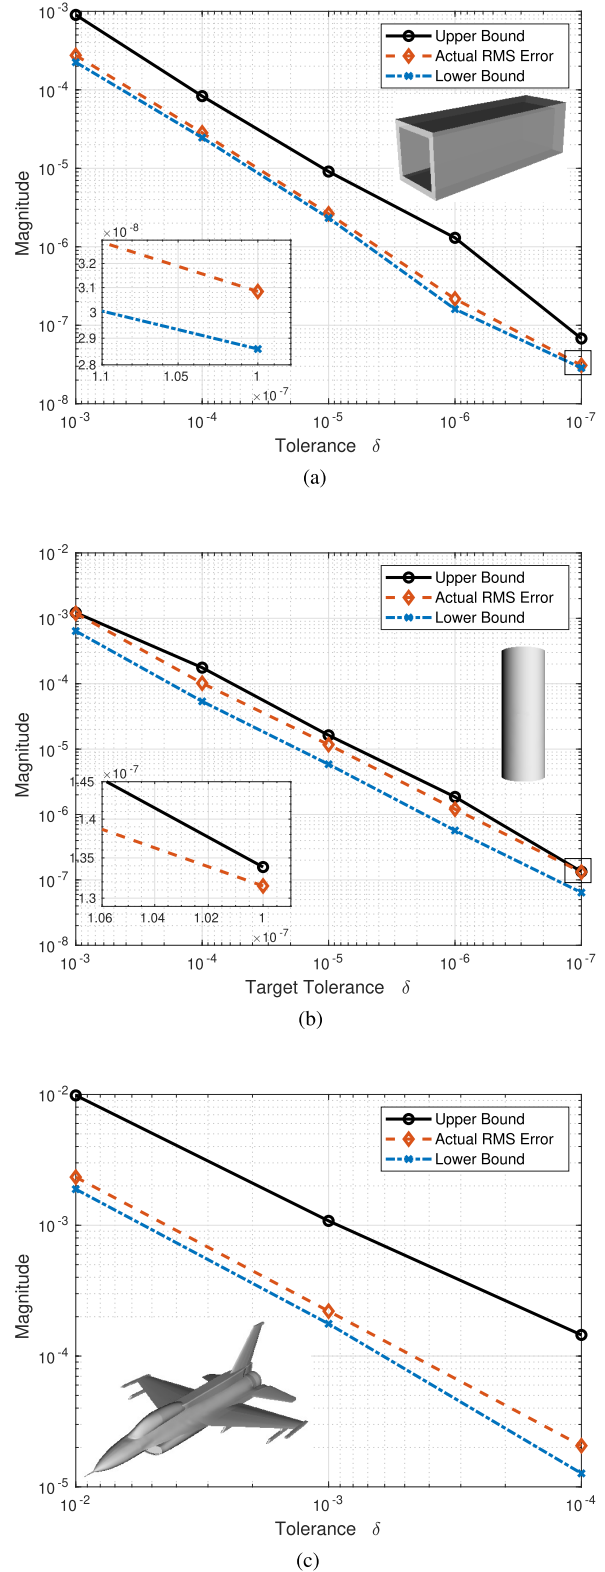 10-3
Upper Bound
Actual RMS Error
Lower Bound
10-4
10-5
Magnitude
10-6
×10-8
3.2
3.1
3
2.9
2.8
1.1
1.05
1
×10-7
10-7
10-8
10-3
10-4
10-5
10-6
10-7
Tolerance δ
(a)
10-2
Upper Bound
Actual RMS Error
Lower Bound
10-3
10-4
Magnitude
10-5
1.45
×10-7
1.4
1.35
1.3
1.06
1.04
1.02
1
×10-7
10-6
10-7
10-8
10-3
10-4
10-5
10-6
10-7
Target Tolerance δ
(b)
10-2
Upper Bound
Actual RMS Error
Lower Bound
10-3
Magnitude
10-4
10-5
10-2
10-3
10-4
Tolerance δ
(c)